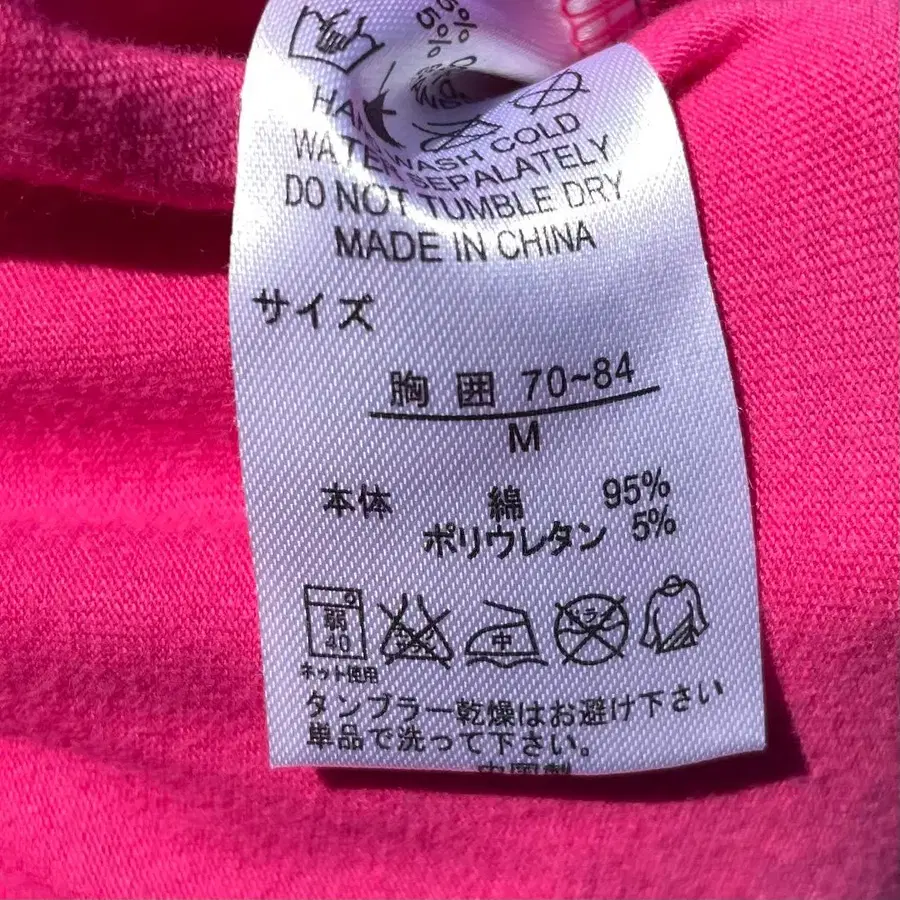 5%
5%
WASH COLD
SEPALATELY
DO NOT TUMBLE DRY
MADE IN CHINA
サイズ
胸囲 70~84
M
本体 綿 95%
ポリウレタン 5%
弱
40
中
ネット使用
タンブラー乾燥はお避け下さい
単品で洗って下さい。